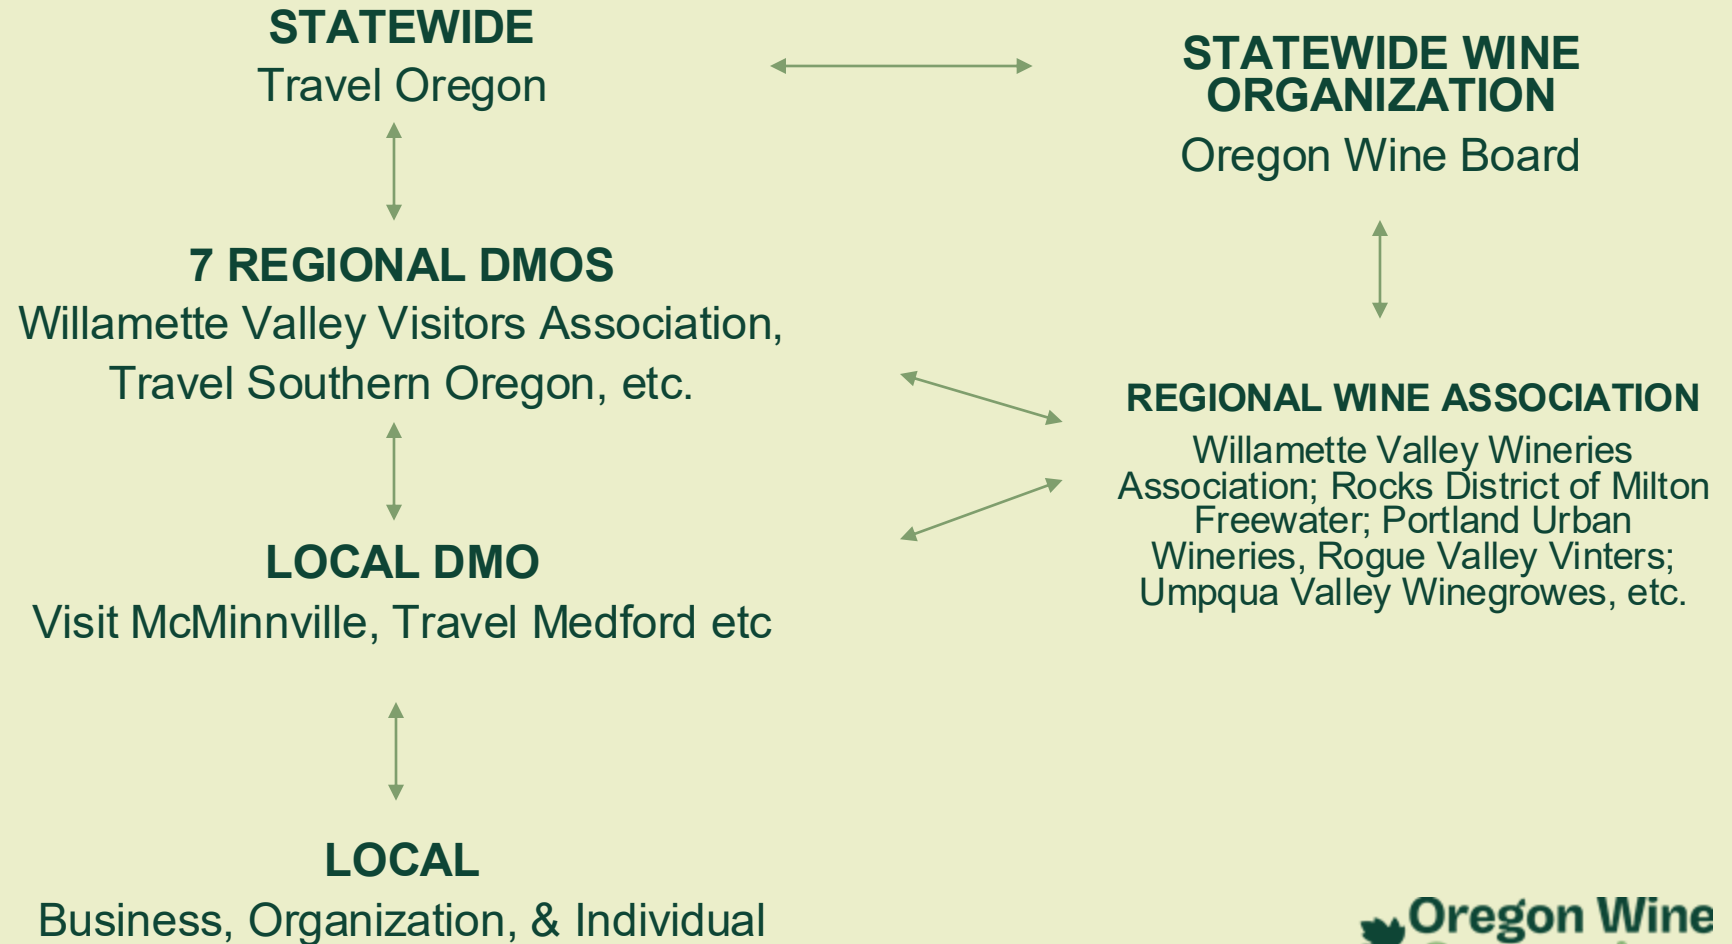 STATEWIDE
Travel Oregon
7 REGIONAL DMOS
Willamette Valley Visitors Association,
Travel Southern Oregon, etc.
LOCAL DMO
Visit McMinnville, Travel Medford etc
LOCAL
Business, Organization, & Individual
STATEWIDE WINE
ORGANIZATION
Oregon Wine Board
REGIONAL WINE ASSOCIATION
Willamette Valley Wineries
Association; Rocks District of Milton
Freewater; Portland Urban
Wineries, Rogue Valley Vinters;
Umpqua Valley Winegrowes, etc.
Oregon Wine